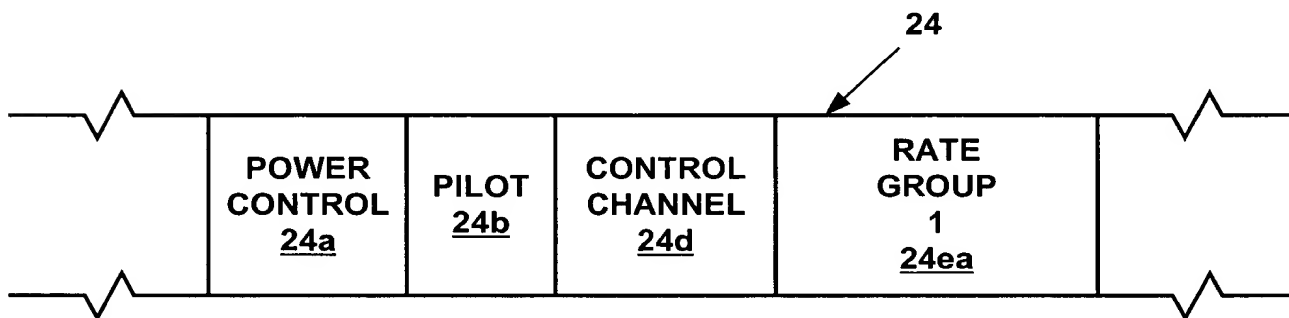 24
POWER
CONTROL
24a
PILOT
24b
CONTROL
CHANNEL
24d
RATE
GROUP
1
24ea